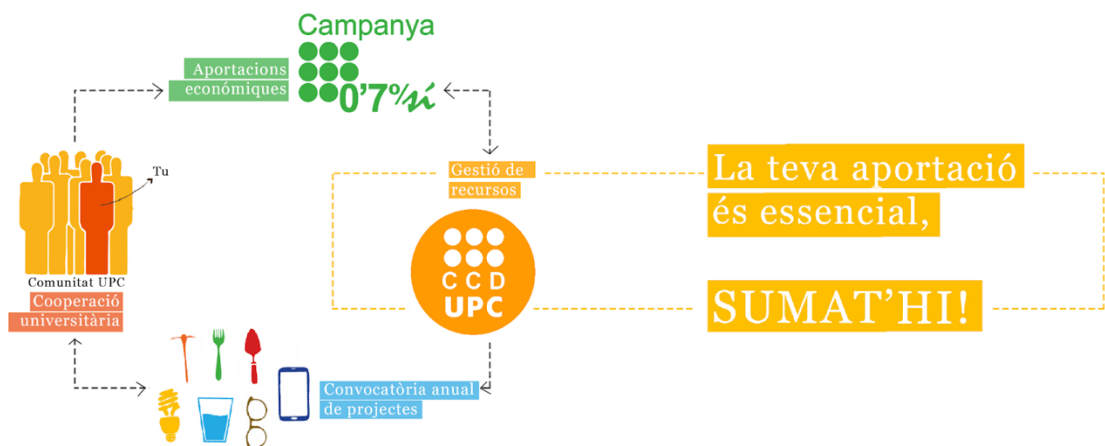 Campanya
Aportacions
econòmiques
0'7% sí
Tu
Gestió de
recursos
La teva aportació
és essencial,
CCD
UPC
Comunitat UPC
Cooperació
universitària
SUMAT'HI!
Convocatòria anual
de projectes